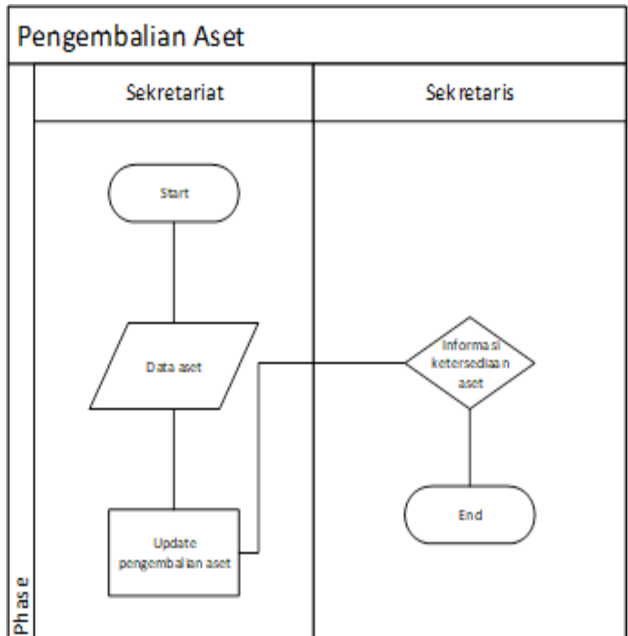 Pengembalian Aset
Sekretariat
Sekretaris
Start
Data aset
Update
pengembalian aset
Informasi
ketersediaan
aset
End
Phase